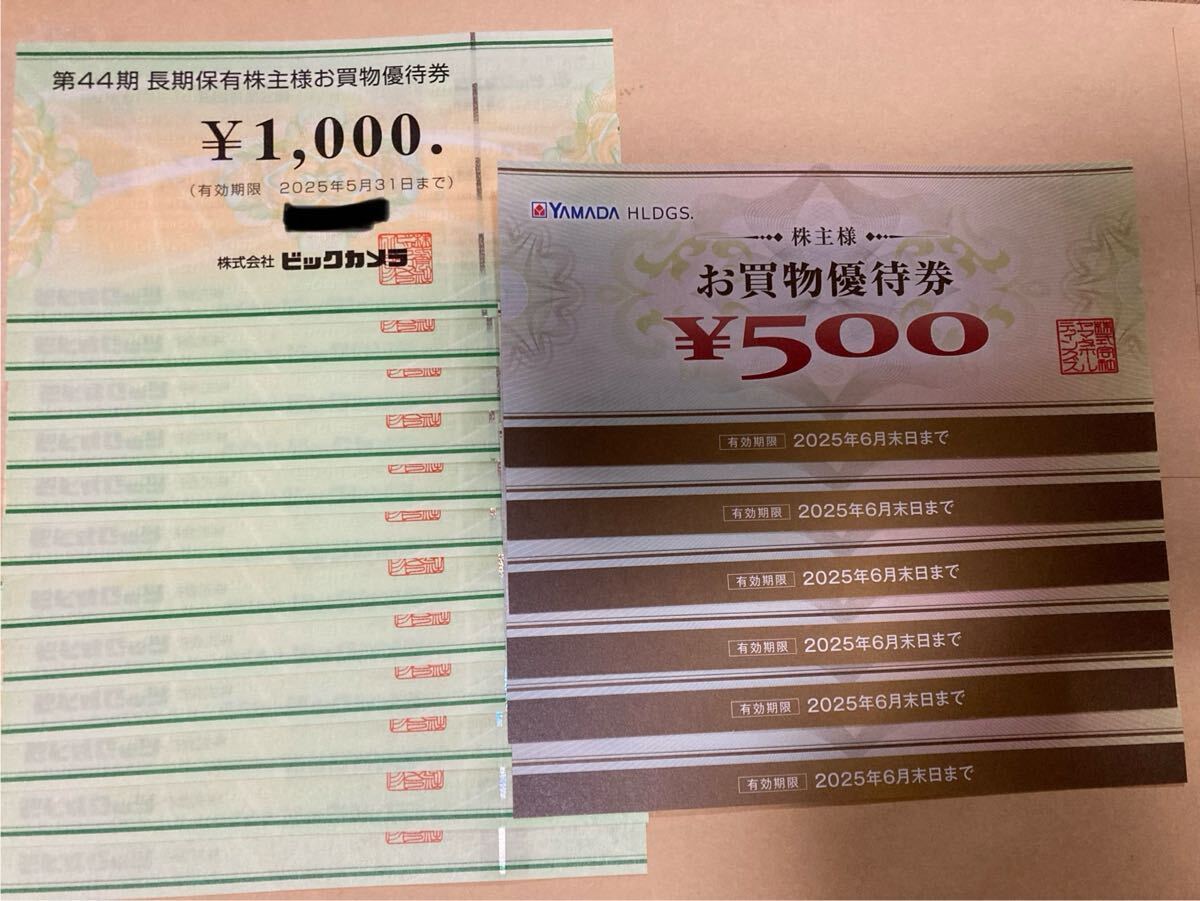 第44期 長期保有株主様お買物優待券
￥1,000.
(有効期限 2025年5月31日まで)
株式会社 ビックカメラ
YAMADA HLDGS.
株主様
お買物優待券
¥500
有効期限 2025年6月末日まで
有効期限 2025年6月末日まで
有効期限 2025年6月末日まで
有効期限 2025年6月末日まで
有効期限 2025年6月末日まで
有効期限 2025年6月末日まで